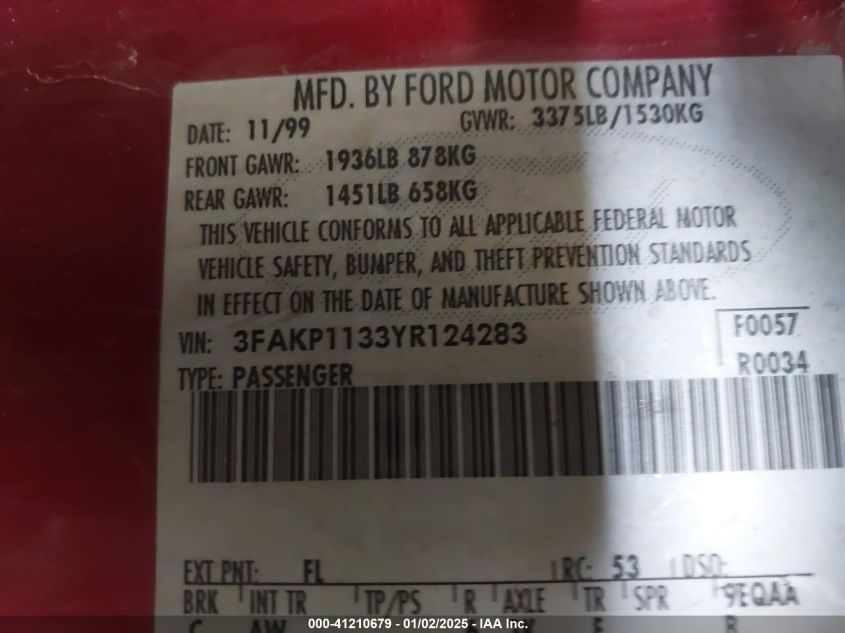 MFD. BY FORD MOTOR COMPANY
DATE: 11/99 GVWR: 3375LB/1530KG
FRONT GAWR: 1936LB 878KG
REAR GAWR: 1451LB 658KG
THIS VEHICLE CONFORMS TO ALL APPLICABLE FEDERAL MOTOR
VEHICLE SAFETY, BUMPER, AND THEFT PREVENTION STANDARDS
IN EFFECT ON THE DATE OF MANUFACTURE SHOWN ABOVE.
VIN: 3FAKP1133YR124283 F0057
TYPE: PASSENGER R0034
EXT PNT: FL RC: 53 DSO:
BRK INT TR TP/PS R AXLE TR SPR 9EQAA
000-41210679 - 01/02/2025 - IAA Inc.